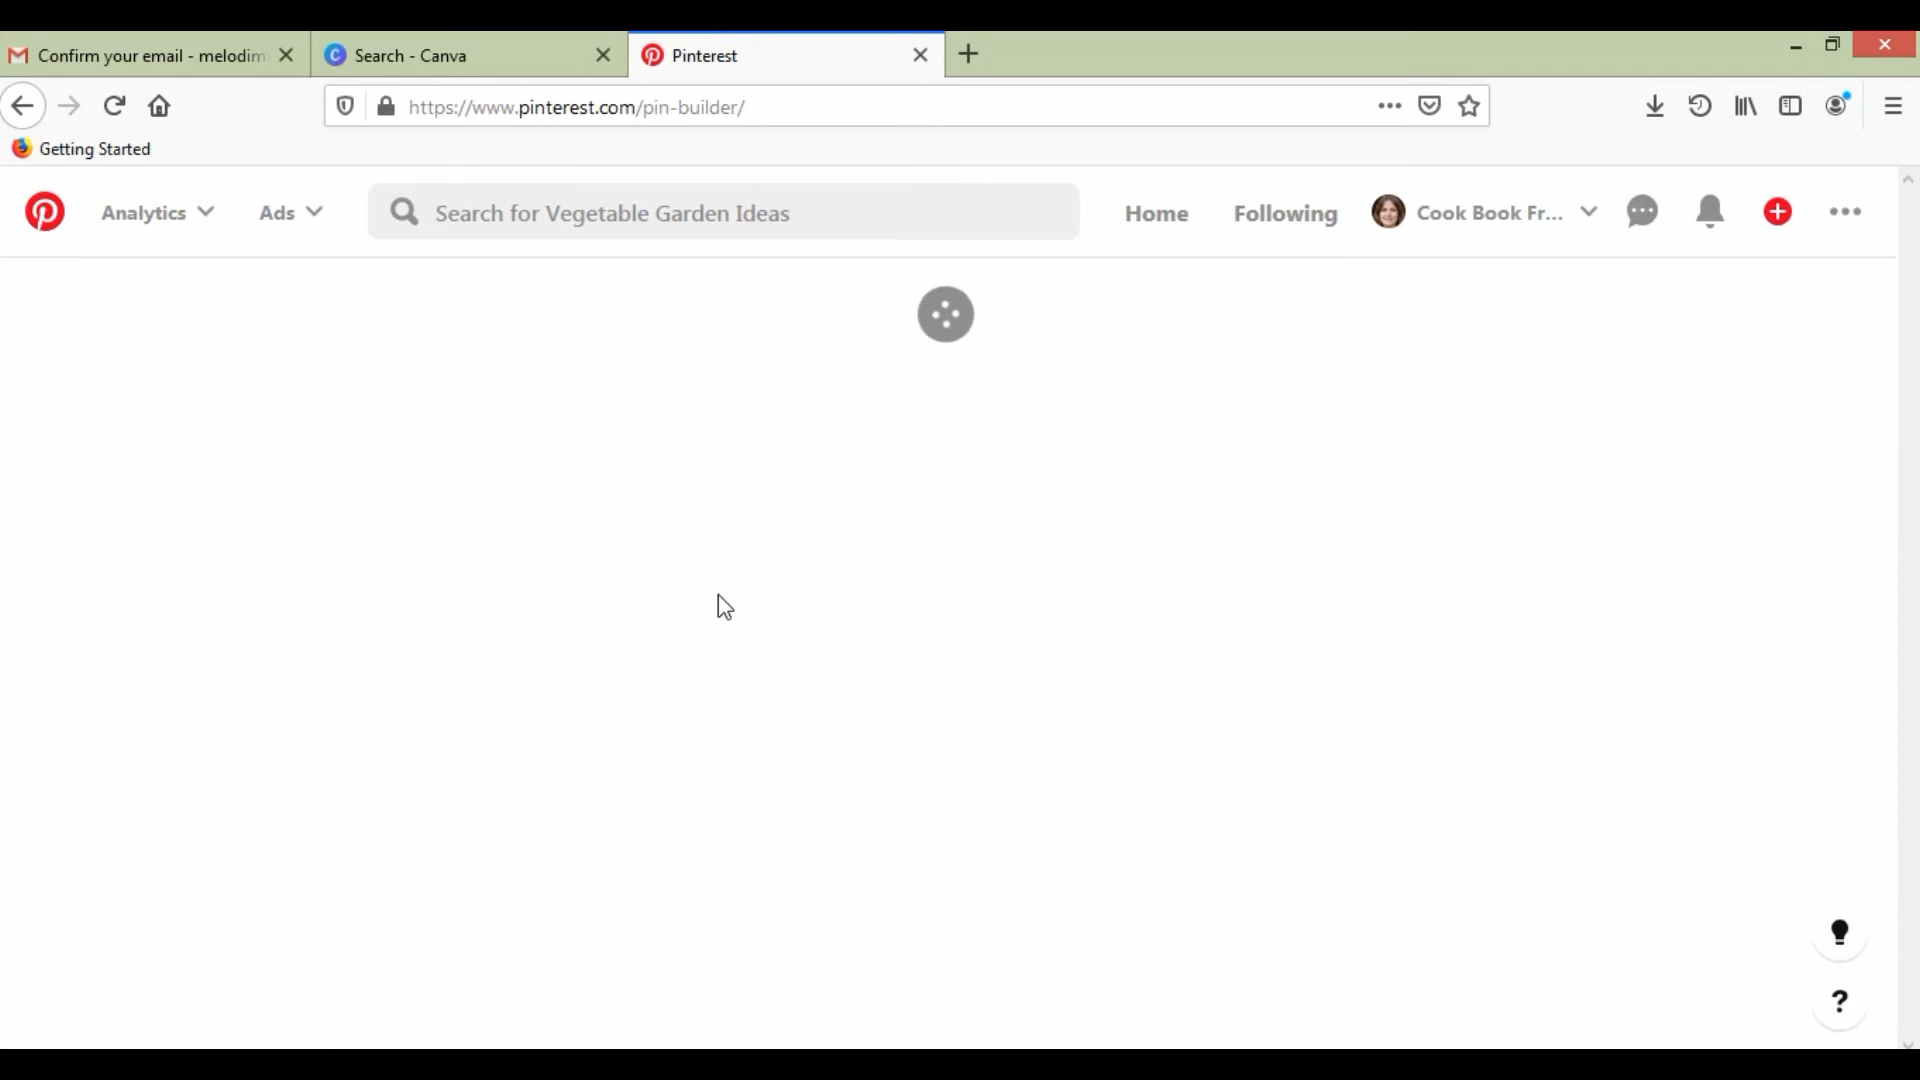 Confirm your email - melodim
Search - Canva
Pinterest
https://www.pinterest.com/pin-builder/
Getting Started
Analytics
Ads
Search for Vegetable Garden Ideas
Home
Following
Cook Book Fr...
?